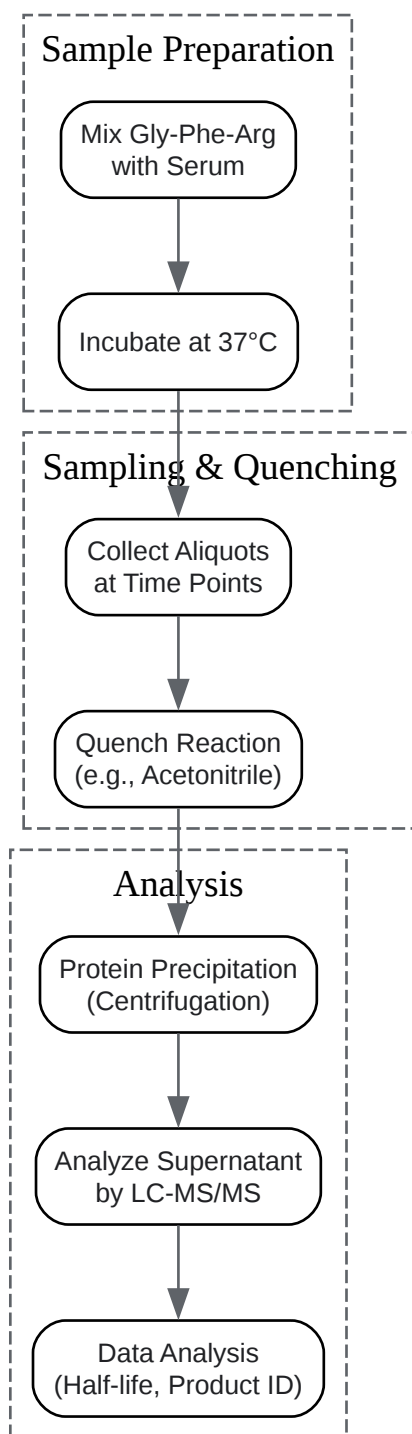 Sample Preparation
Mix Gly-Phe-Arg
with Serum
Incubate at 37°C
Sampling & Quenching
Collect Aliquots
at Time Points
Quench Reaction
(e.g., Acetonitrile)
Analysis
Protein Precipitation
(Centrifugation)
Analyze Supernatant
by LC-MS/MS
Data Analysis
(Half-life, Product ID)